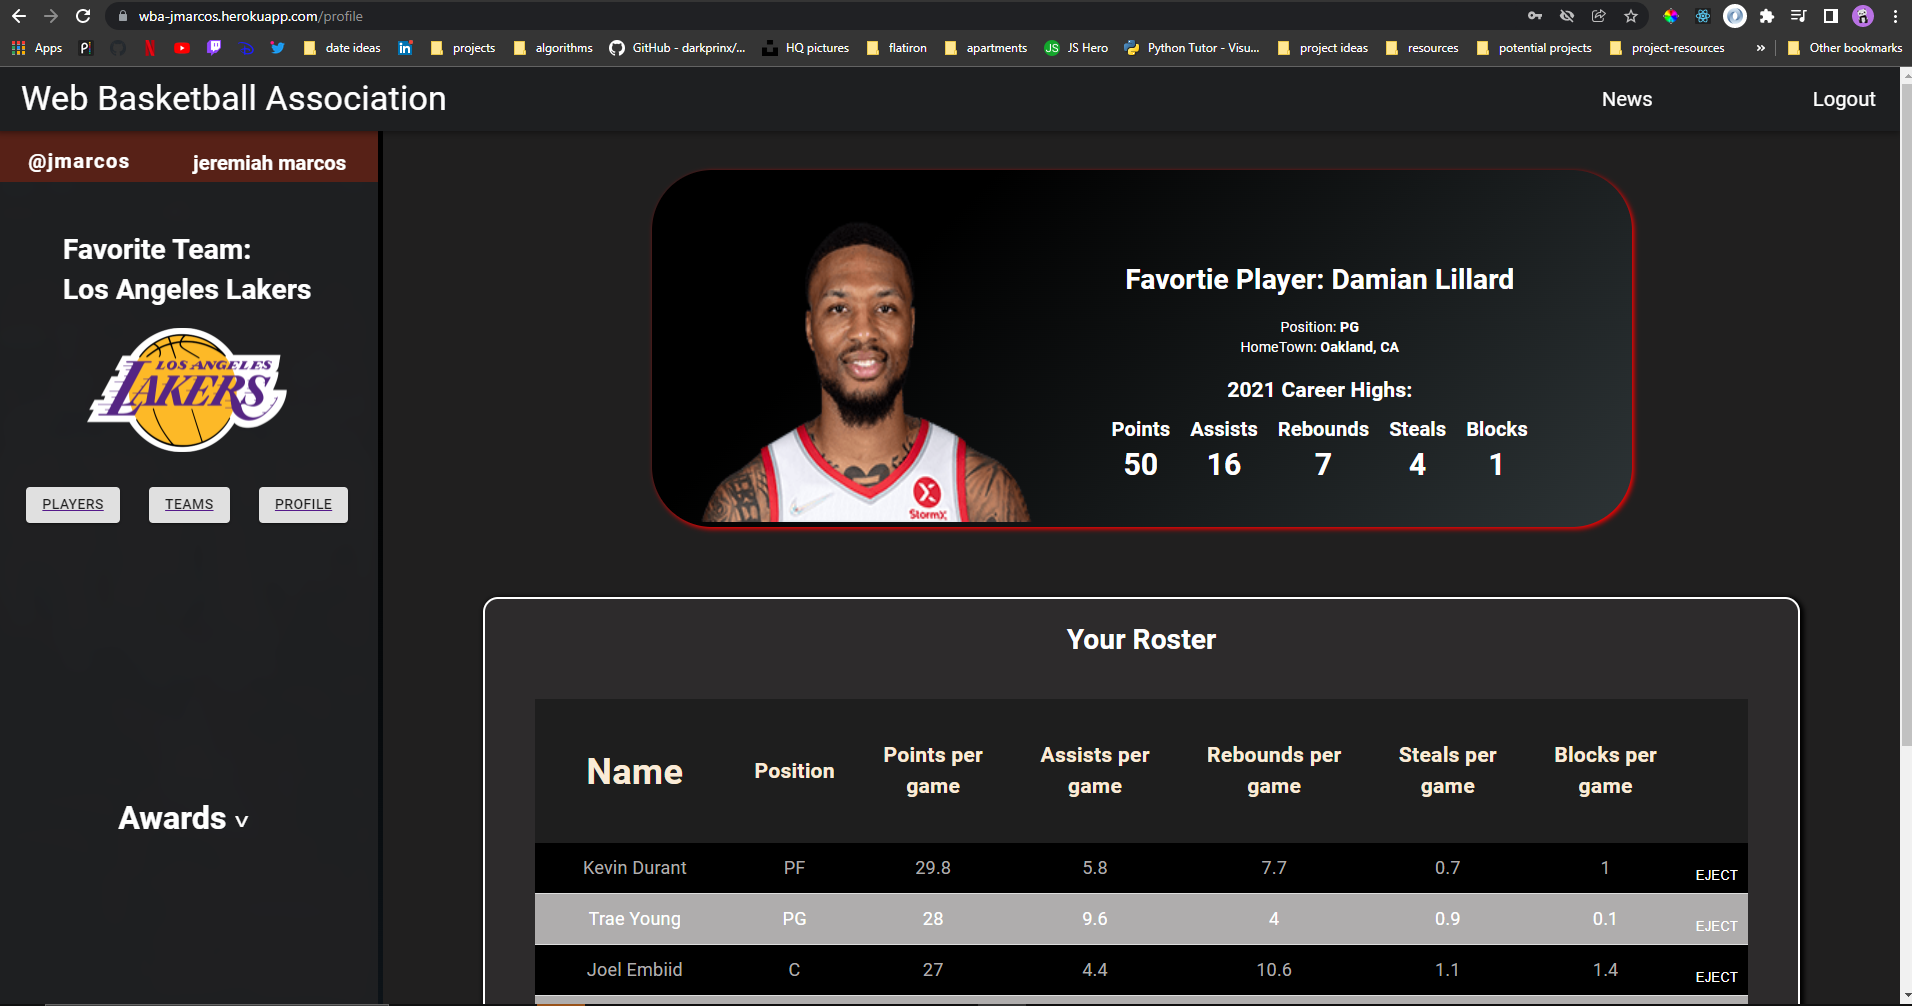 wba-jmarcos.herokuapp.com/profile
Apps
date ideas
projects
algorithms
GitHub - darkprinx/...
HQ pictures
flatiron
apartments
JS Hero
Python Tutor - Visu...
project ideas
resources
potential projects
project-resources
»
Other bookmarks
Web Basketball Association
News
Logout
@jmarcos
jeremiah marcos
Favorite Team:
Los Angeles Lakers
LOS ANGELES
LAKERS
PLAYERS
TEAMS
PROFILE
Awards v
Favortie Player: Damian Lillard
Position: PG
HomeTown: Oakland, CA
2021 Career Highs:
Points Assists Rebounds Steals Blocks
50 16 7 4 1
StormX
Your Roster
Name Position Points per game Assists per game Rebounds per game Steals per game Blocks per game
Kevin Durant PF 29.8 5.8 7.7 0.7 1 EJECT
Trae Young PG 28 9.6 4 0.9 0.1 EJECT
Joel Embiid C 27 4.4 10.6 1.1 1.4 EJECT